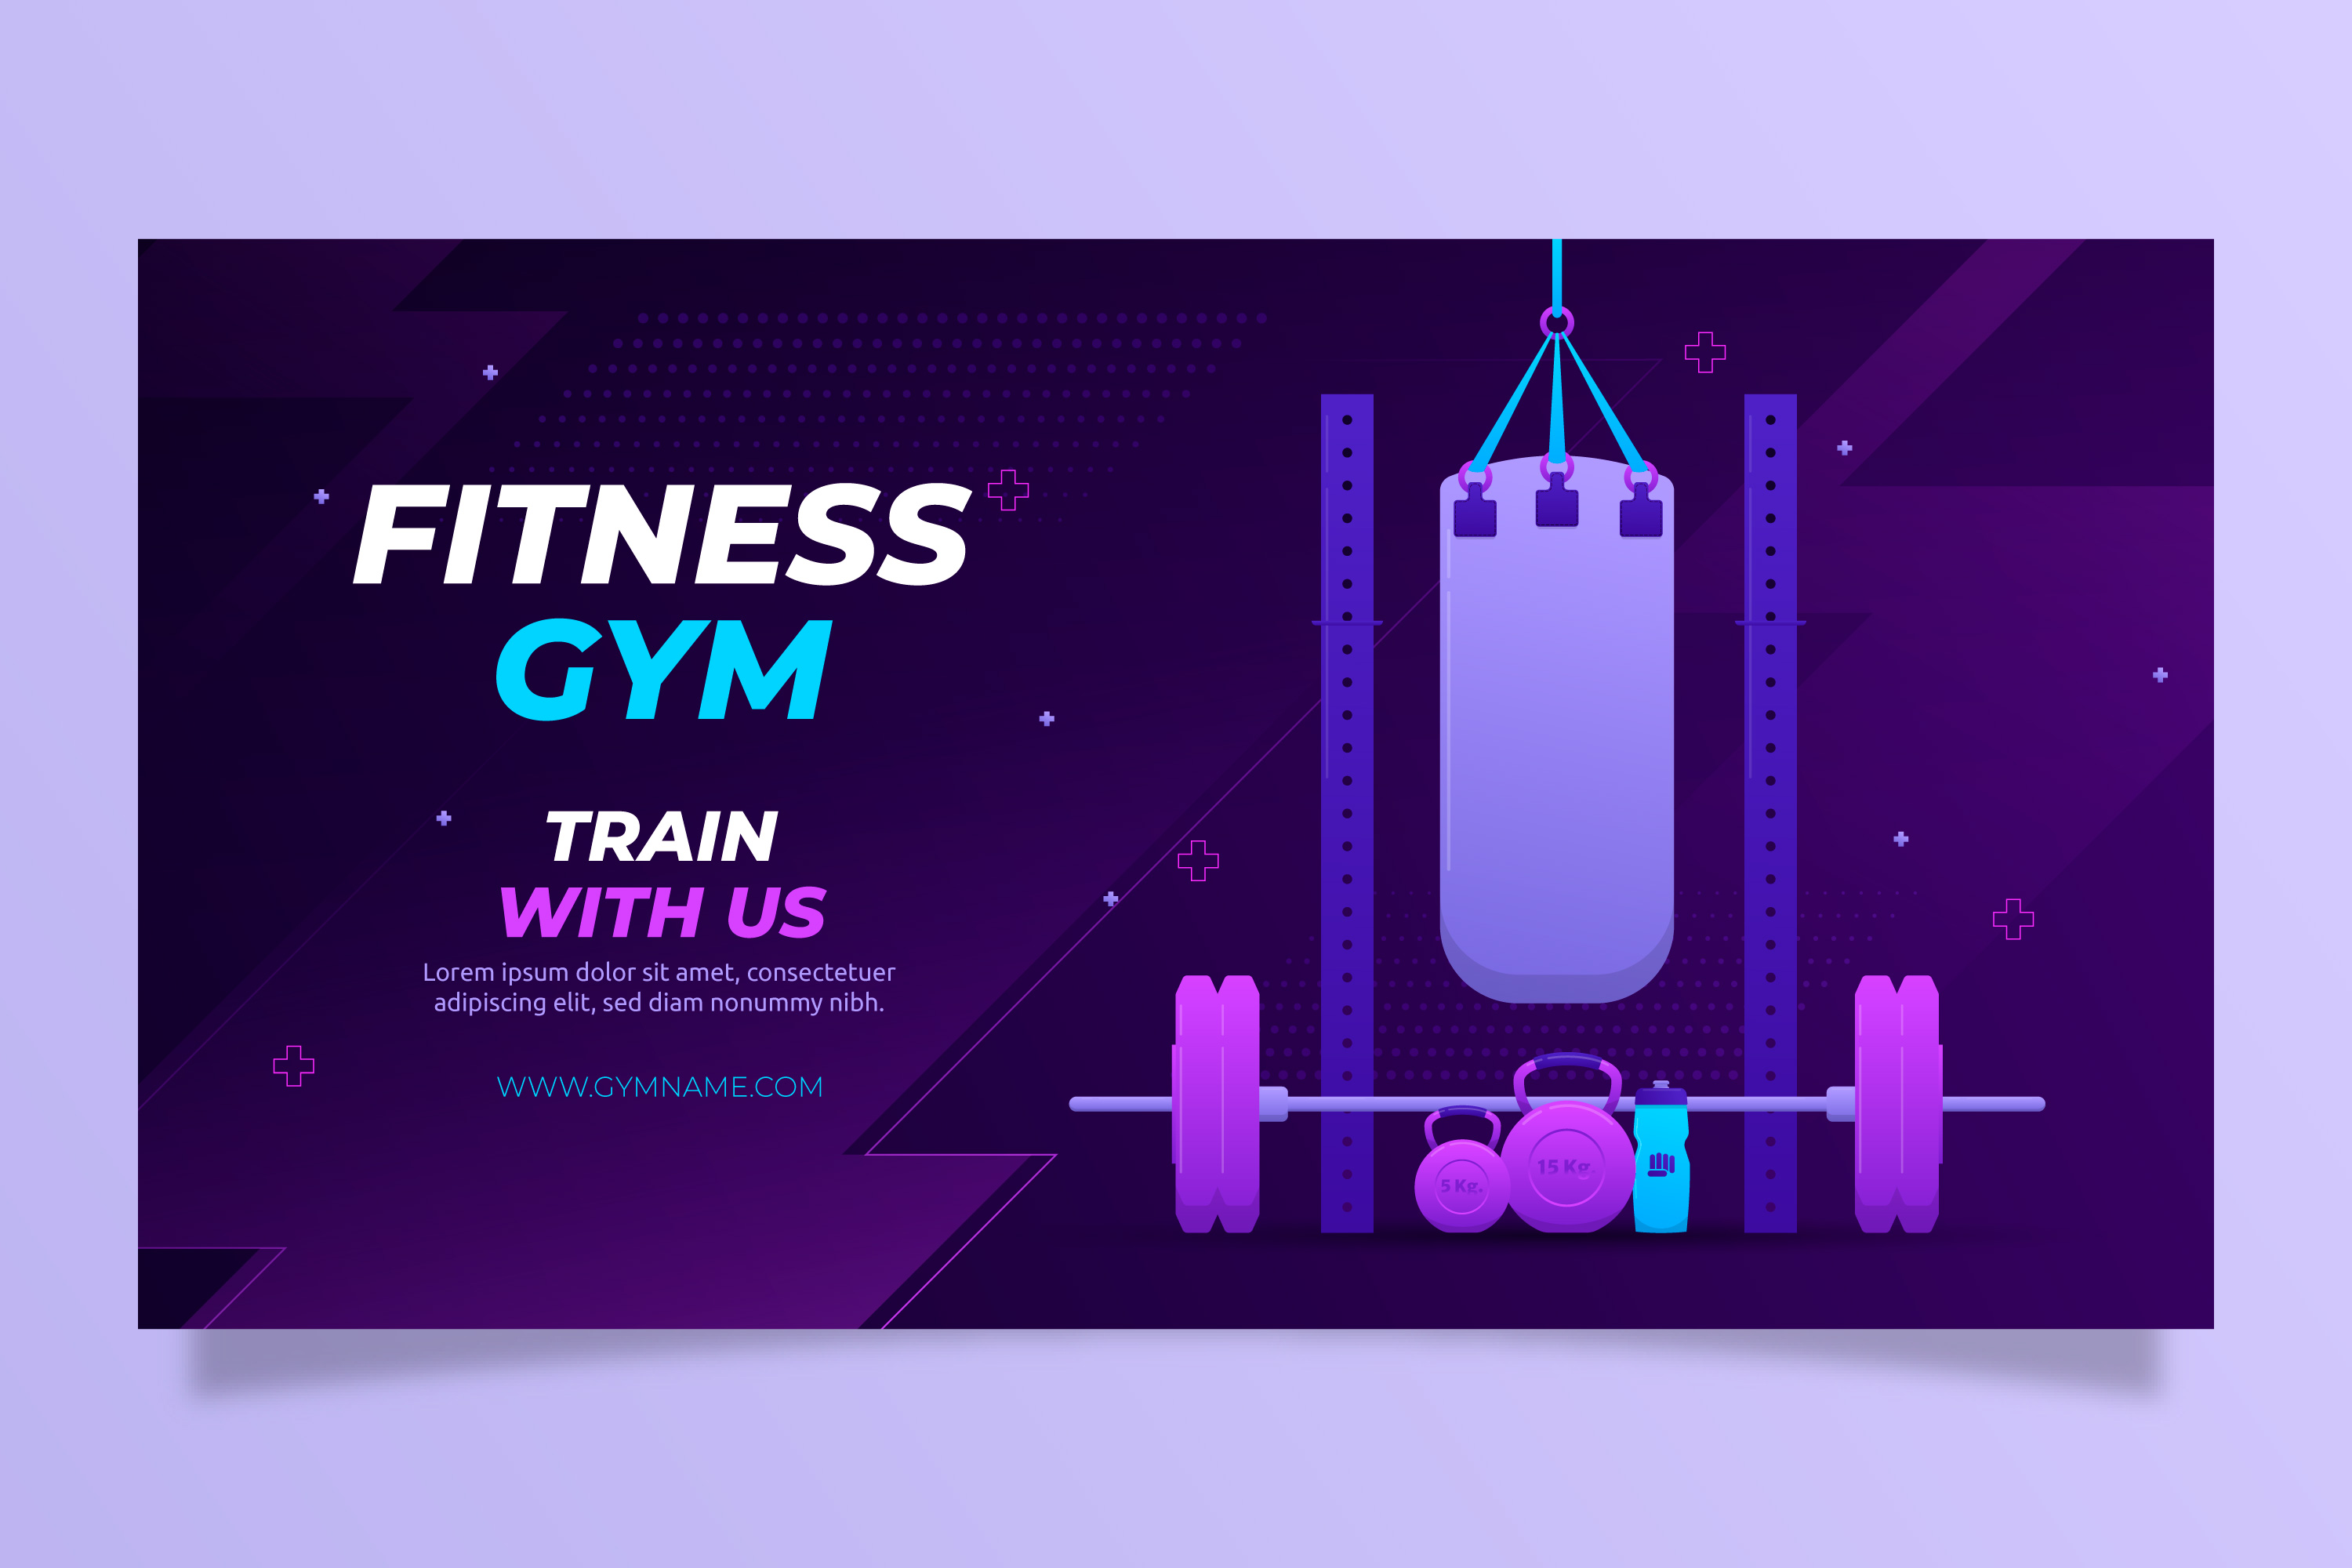 FITNESS
GYM
TRAIN
WITH US
Lorem ipsum dolor sit amet, consectetuer
adipiscing elit, sed diam nonummy nibh.
WWW.GYMNAME.COM
5 Kg.
15 Kg.